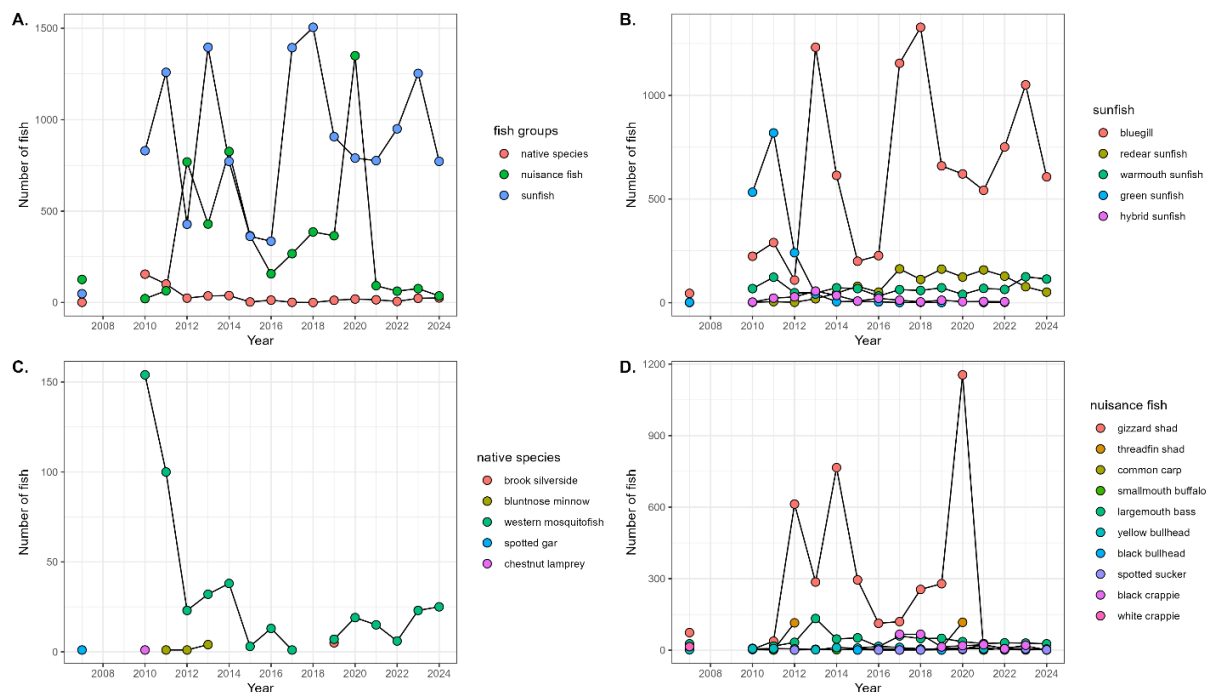 A.
Number of fish
1500
1000
500
0
2008 2010 2012 2014 2016 2018 2020 2022 2024
Year
fish groups
native species
nuisance fish
sunfish
B.
Number of fish
1000
500
0
2008 2010 2012 2014 2016 2018 2020 2022 2024
Year
sunfish
bluegill
redear sunfish
warmouth sunfish
green sunfish
hybrid sunfish
C.
Number of fish
150
100
50
0
2008 2010 2012 2014 2016 2018 2020 2022 2024
Year
native species
brook silverside
bluntnose minnow
western mosquitofish
spotted gar
chestnut lamprey
D.
Number of fish
1200
900
600
300
0
2008 2010 2012 2014 2016 2018 2020 2022 2024
Year
nuisance fish
gizzard shad
threadfin shad
common carp
smallmouth buffalo
largemouth bass
yellow bullhead
black bullhead
spotted sucker
black crappie
white crappie